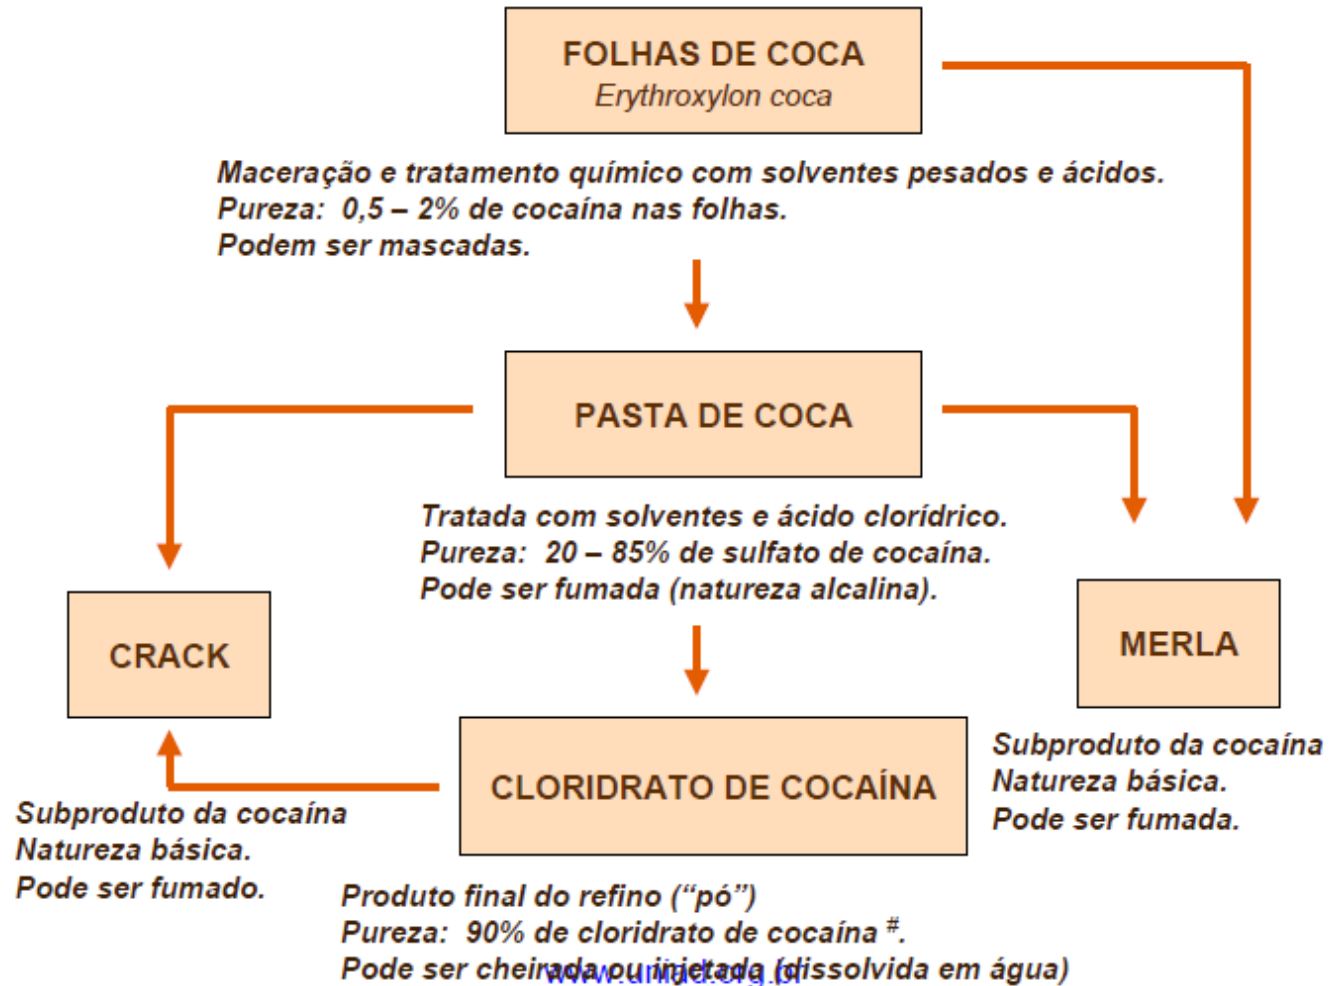 FOLHAS DE COCA
Erythroxylon coca
Maceração e tratamento químico com solventes pesados e ácidos.
Pureza: 0,5 – 2% de cocaína nas folhas.
Podem ser mascadas.
PASTA DE COCA
Tratada com solventes e ácido clorídrico.
Pureza: 20 – 85% de sulfato de cocaína.
Pode ser fumada (natureza alcalina).
CRACK
MERLA
CLORIDRATO DE COCAÍNA
Subproduto da cocaína
Natureza básica.
Pode ser fumada.
Subproduto da cocaína
Natureza básica.
Pode ser fumado.
Produto final do refino (“pó”)
Pureza: 90% de cloridrato de cocaína #.
Pode ser cheirada ou injetada (dissolvida em água)
www.uniad.org.br